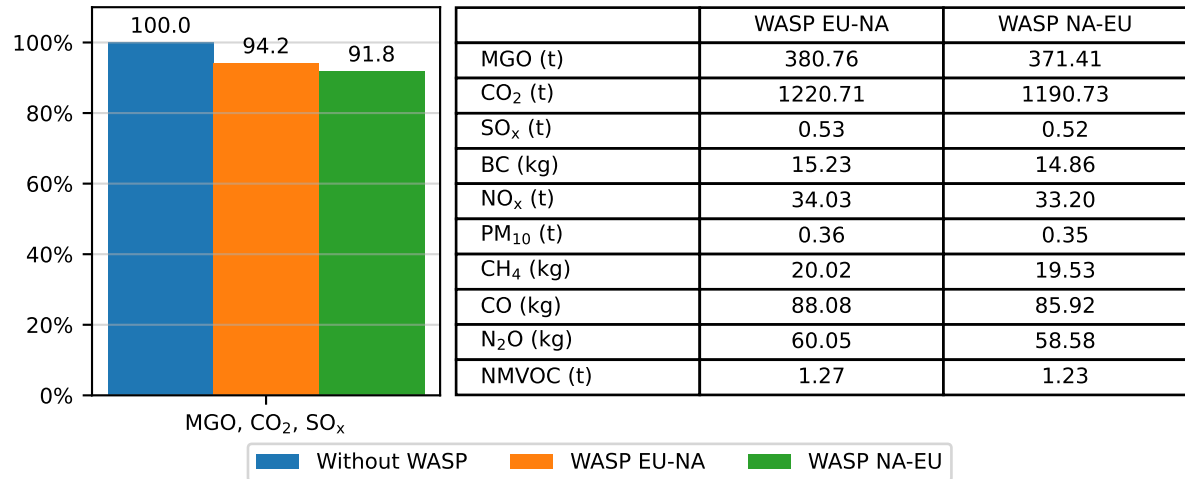 100.0
94.2
91.8
100%
80%
60%
40%
20%
0%
MGO, CO₂, SOₓ
WASP EU-NA WASP NA-EU
MGO (t) 380.76 371.41
CO₂ (t) 1220.71 1190.73
SOₓ (t) 0.53 0.52
BC (kg) 15.23 14.86
NOₓ (t) 34.03 33.20
PM₁₀ (t) 0.36 0.35
CH₄ (kg) 20.02 19.53
CO (kg) 88.08 85.92
N₂O (kg) 60.05 58.58
NMVOC (t) 1.27 1.23
Without WASP WASP EU-NA WASP NA-EU